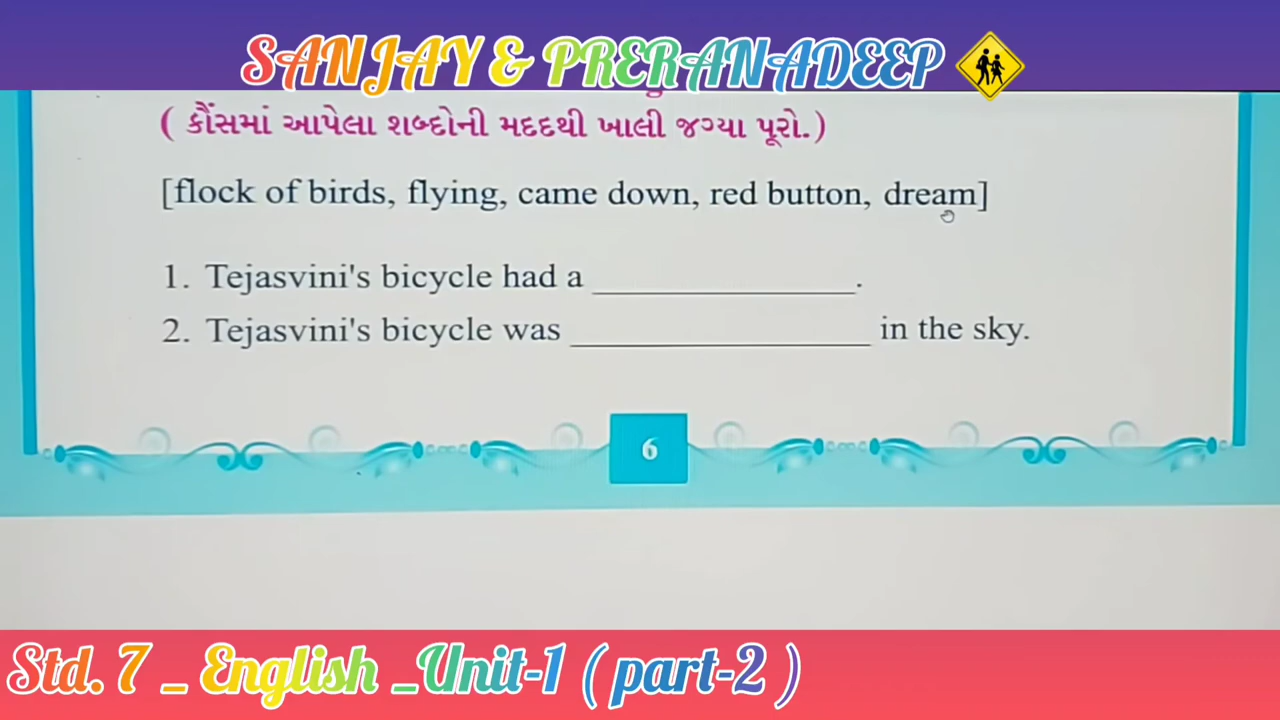 SANJAY & PRERANADEEP
( કૌંસમાં આપેલા શબ્દોની મદદથી ખાલી જગ્યા પૂરો.)
[flock of birds, flying, came down, red button, dream]
1. Tejasvini's bicycle had a ______________.
2. Tejasvini's bicycle was ________________ in the sky.
6
Std. 7 _ English _Unit-1 ( part-2 )